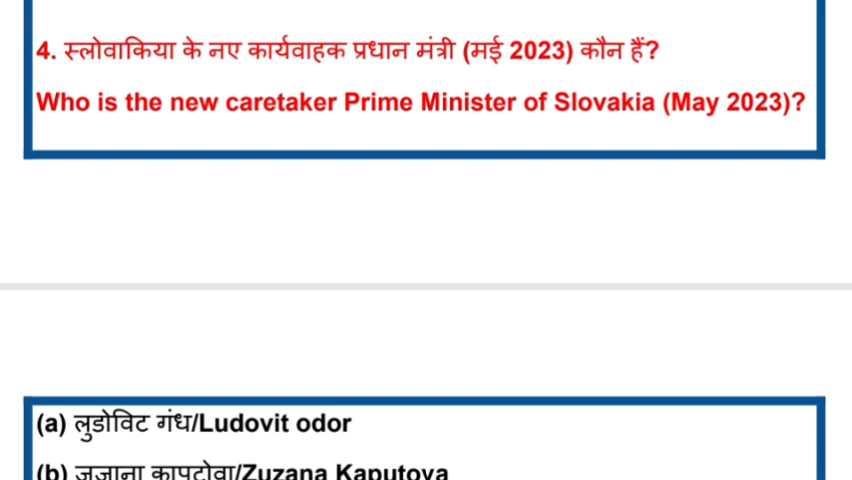 4. स्लोवाकिया के नए कार्यवाहक प्रधान मंत्री (मई 2023) कौन हैं?
Who is the new caretaker Prime Minister of Slovakia (May 2023)?
(a) लुडोविट गंध/Ludovit odor
(b) ज़ुज़ाना कापुटोवा/Zuzana Kaputova